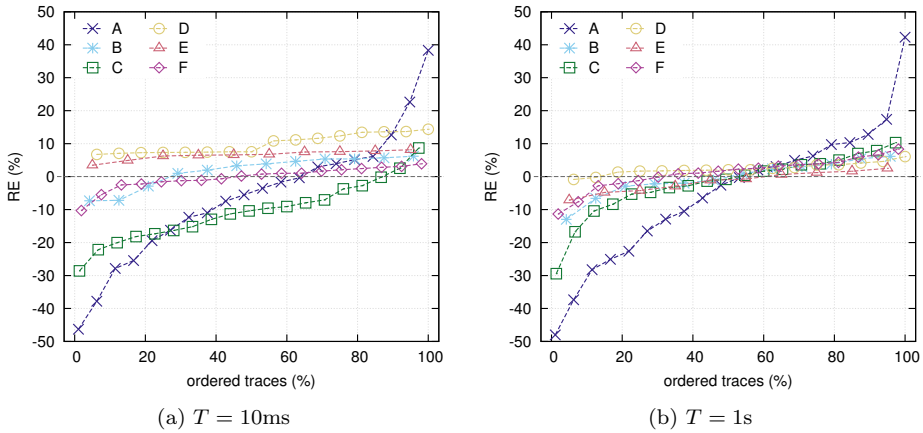 50
40
30
20
10
0
-10
-20
-30
-40
-50
RE (%)
A
B
C
D
E
F
0 20 40 60 80 100
ordered traces (%)
(a) T = 10ms
50
40
30
20
10
0
-10
-20
-30
-40
-50
RE (%)
A
B
C
D
E
F
0 20 40 60 80 100
ordered traces (%)
(b) T = 1s